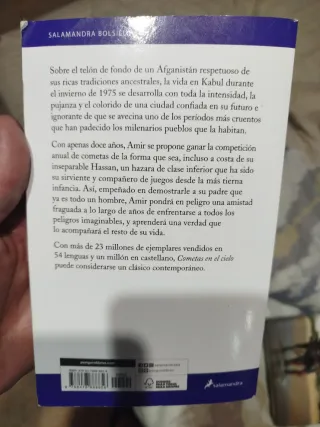 SALAMANDRA BOLSILLO
Sobre el telón de fondo de un Afganistán respetuoso de
sus ricas tradiciones ancestrales, la vida en Kabul durante
el invierno de 1975 se desarrolla con toda la intensidad, la
pujanza y el colorido de una ciudad confiada en su futuro e
ignorante de que se avecina uno de los períodos más cruentos
que han padecido los milenarios pueblos que la habitan.
Con apenas doce años, Amir se propone ganar la competición
anual de cometas de la forma que sea, incluso a costa de su
inseparable Hassan, un hazara de clase inferior que ha sido
su sirviente y compañero de juegos desde la más tierna
infancia. Así, empeñado en demostrarle a su padre que
ya es todo un hombre, Amir pondrá en peligro una amistad
fraguada a lo largo de años de enfrentarse a todos los
peligros imaginables, y aprenderá una verdad que
lo acompañará el resto de su vida.
Con más de 23 millones de ejemplares vendidos en
54 lenguas y un millón en castellano, Cometas en el cielo
puede considerarse un clásico contemporáneo.
FSC
salamandra